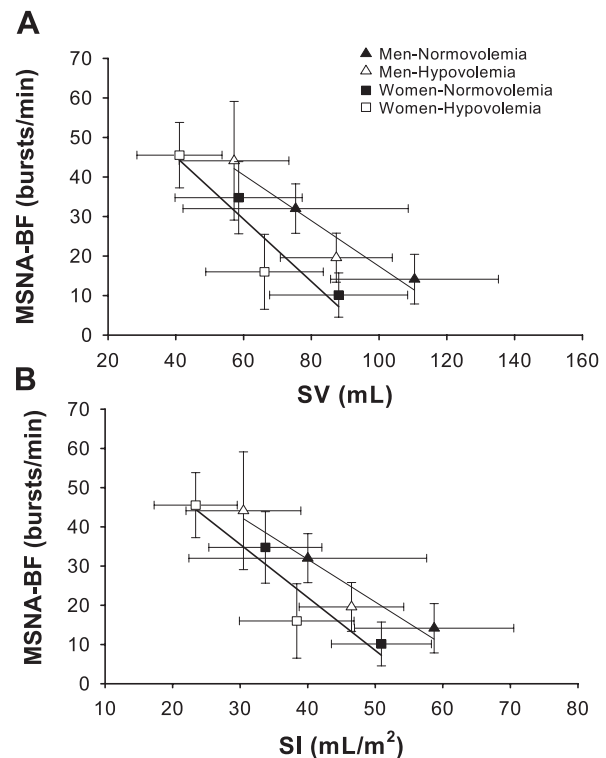 A
Men-Normovolemia
Men-Hypovolemia
Women-Normovolemia
Women-Hypovolemia
MSNA-BF (bursts/min)
70
60
50
40
30
20
10
0
20 40 60 80 100 120 140 160
SV (mL)
B
MSNA-BF (bursts/min)
70
60
50
40
30
20
10
0
10 20 30 40 50 60 70 80
SI (mL/m²)